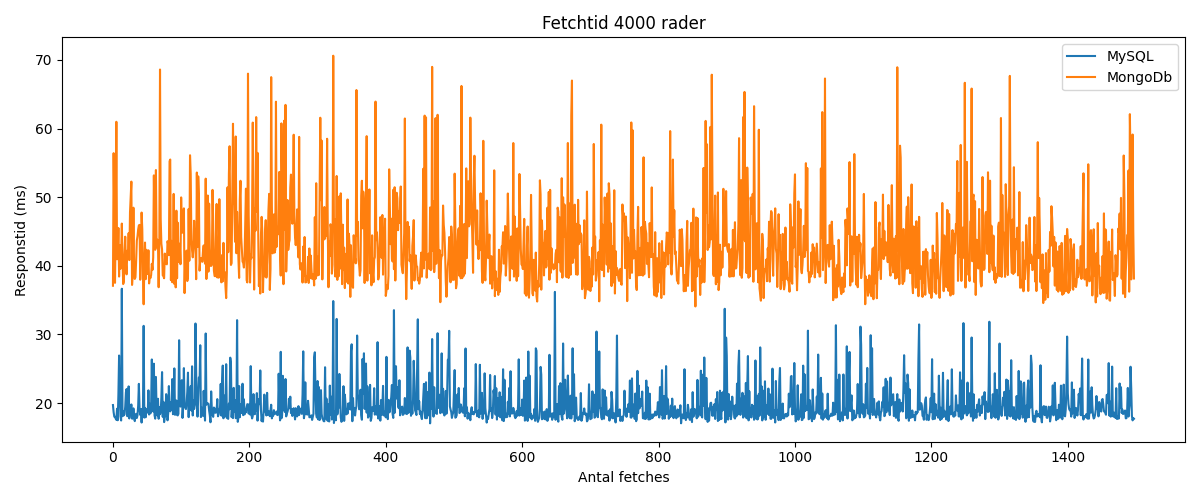 Fetchtid 4000 rader
MySQL
MongoDb
Responstid (ms)
70
60
50
40
30
20
0 200 400 600 800 1000 1200 1400
Antal fetches